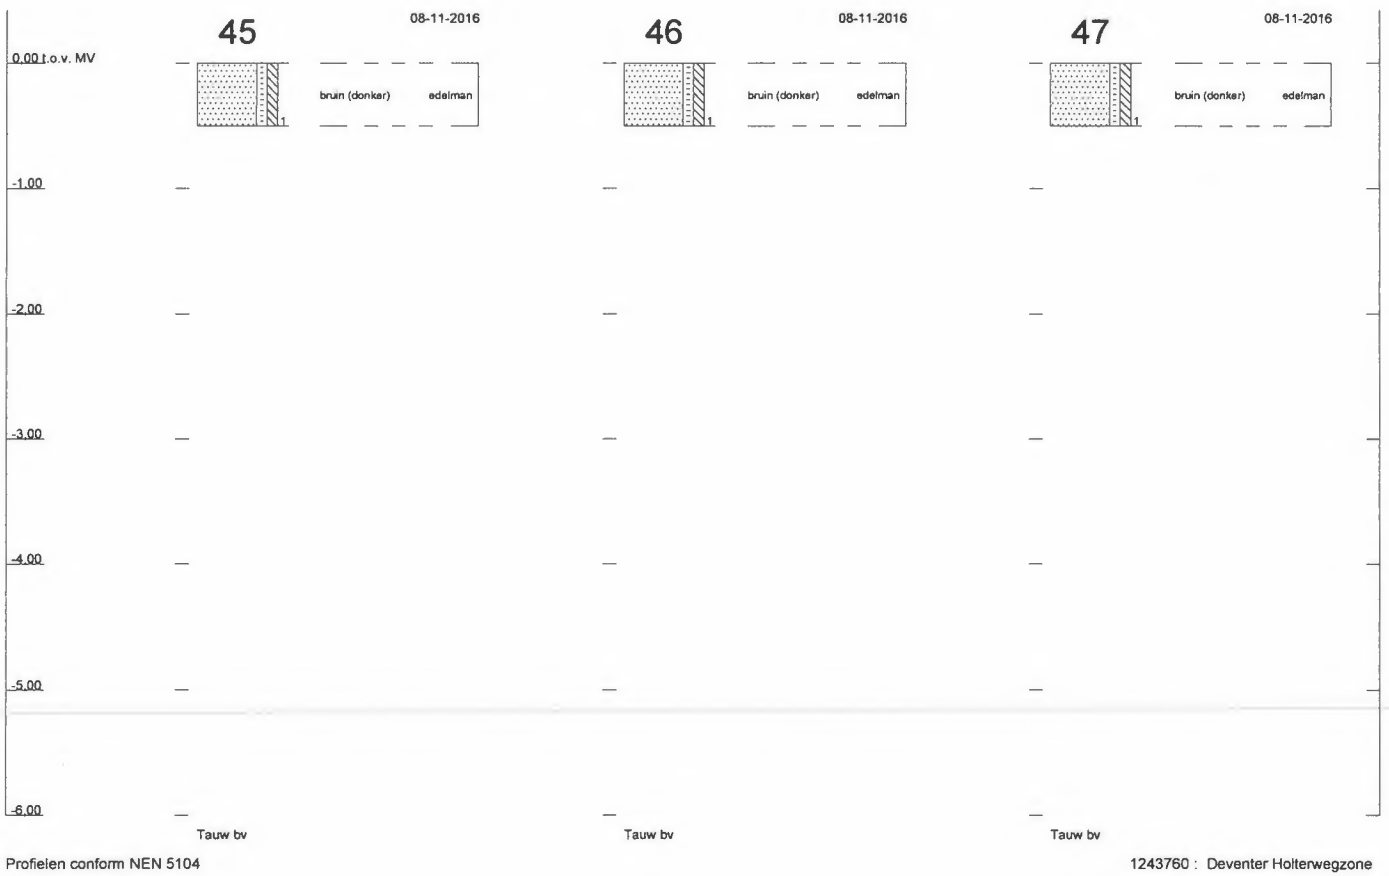 45 08-11-2016 46 08-11-2016 47 08-11-2016
0,00 t.o.v. MV
bruin (donker) edelman bruin (donker) edelman bruin (donker) edelman
1 1 1
-1,00
-2,00
-3,00
-4,00
-5,00
-6,00
Tauw bv Tauw bv Tauw bv
Profielen conform NEN 5104 1243760 : Deventer Holterwegzone